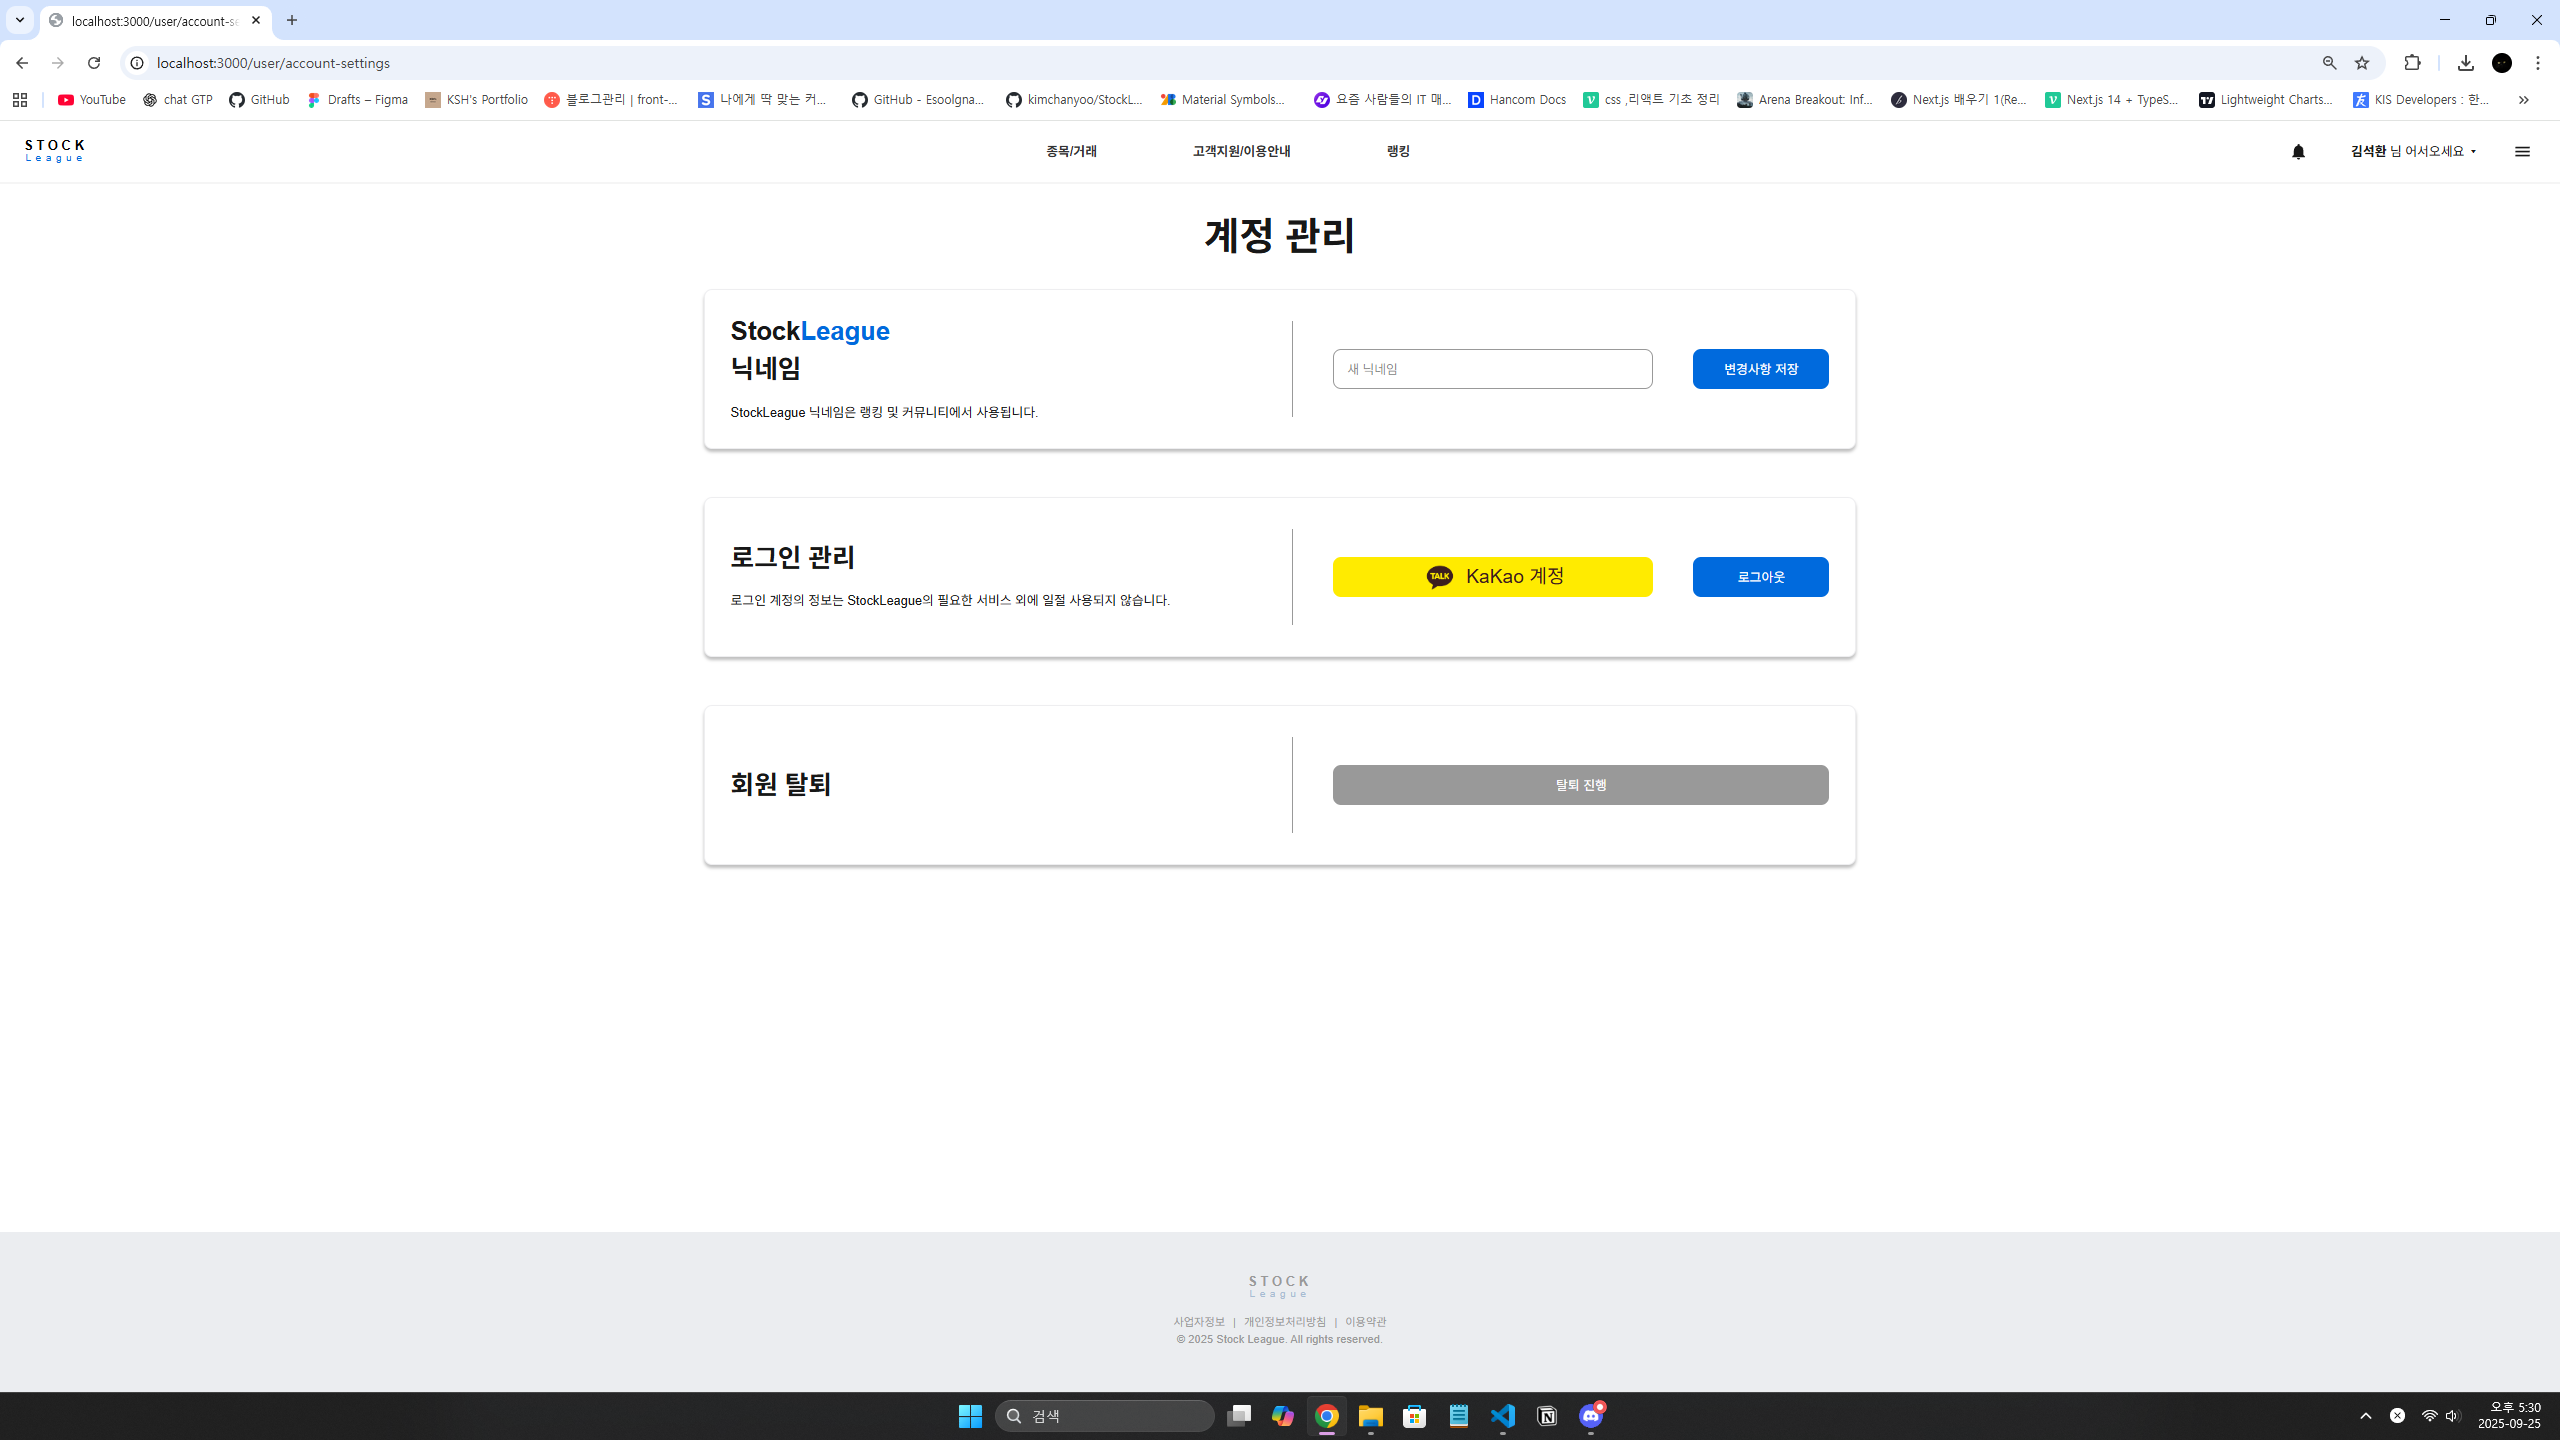 localhost:3000/user/account-se
localhost:3000/user/account-settings
YouTube
chat GTP
GitHub
Drafts – Figma
KSH's Portfolio
블로그관리 | front-...
나에게 딱 맞는 커...
GitHub - Esoolgna...
kimchanyoo/StockL...
Material Symbols...
요즘 사람들의 IT 매...
Hancom Docs
css ,리액트 기초 정리
Arena Breakout: Inf...
Next.js 배우기 1(Re...
Next.js 14 + TypeS...
Lightweight Charts...
KIS Developers : 한...
STOCK
League
종목/거래
고객지원/이용안내
랭킹
김석환 님 어서오세요
계정 관리
StockLeague
닉네임
StockLeague 닉네임은 랭킹 및 커뮤니티에서 사용됩니다.
새 닉네임
변경사항 저장
로그인 관리
로그인 계정의 정보는 StockLeague의 필요한 서비스 외에 일절 사용되지 않습니다.
TALK
KaKao 계정
로그아웃
회원 탈퇴
탈퇴 진행
STOCK
League
사업자정보 | 개인정보처리방침 | 이용약관
© 2025 Stock League. All rights reserved.
검색
오후 5:30
2025-09-25